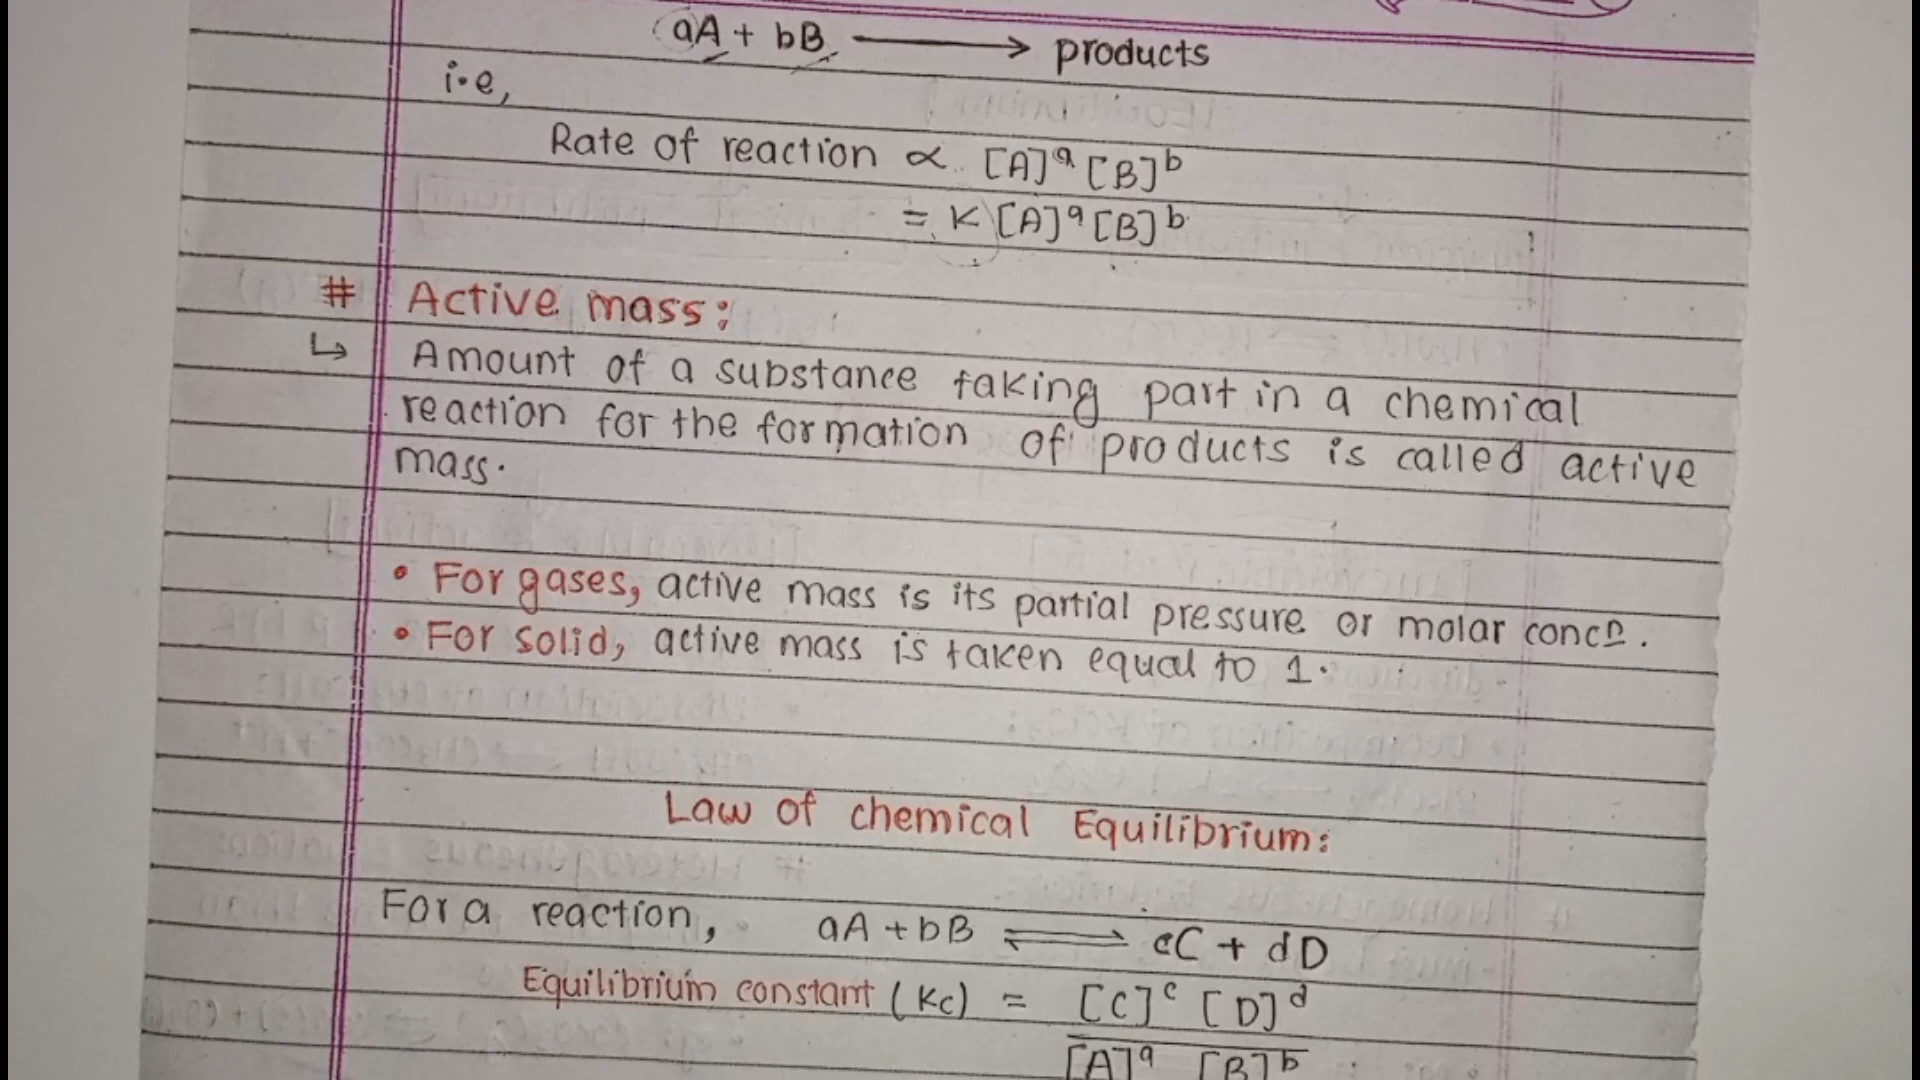 aA + bB ⟶ products
i.e,
Rate of reaction ∝ [A]ᵃ [B]ᵇ
= K [A]ᵃ [B]ᵇ
# Active mass:
↳ Amount of a substance taking part in a chemical
reaction for the formation of products is called active
mass.
• For gases, active mass is its partial pressure or molar concn.
• For solid, active mass is taken equal to 1.
Law of chemical Equilibrium:
For a reaction, aA + bB ⇌ cC + dD
Equilibrium constant (Kc) = [C]ᶜ [D]ᵈ
[A]ᵃ [B]ᵇ